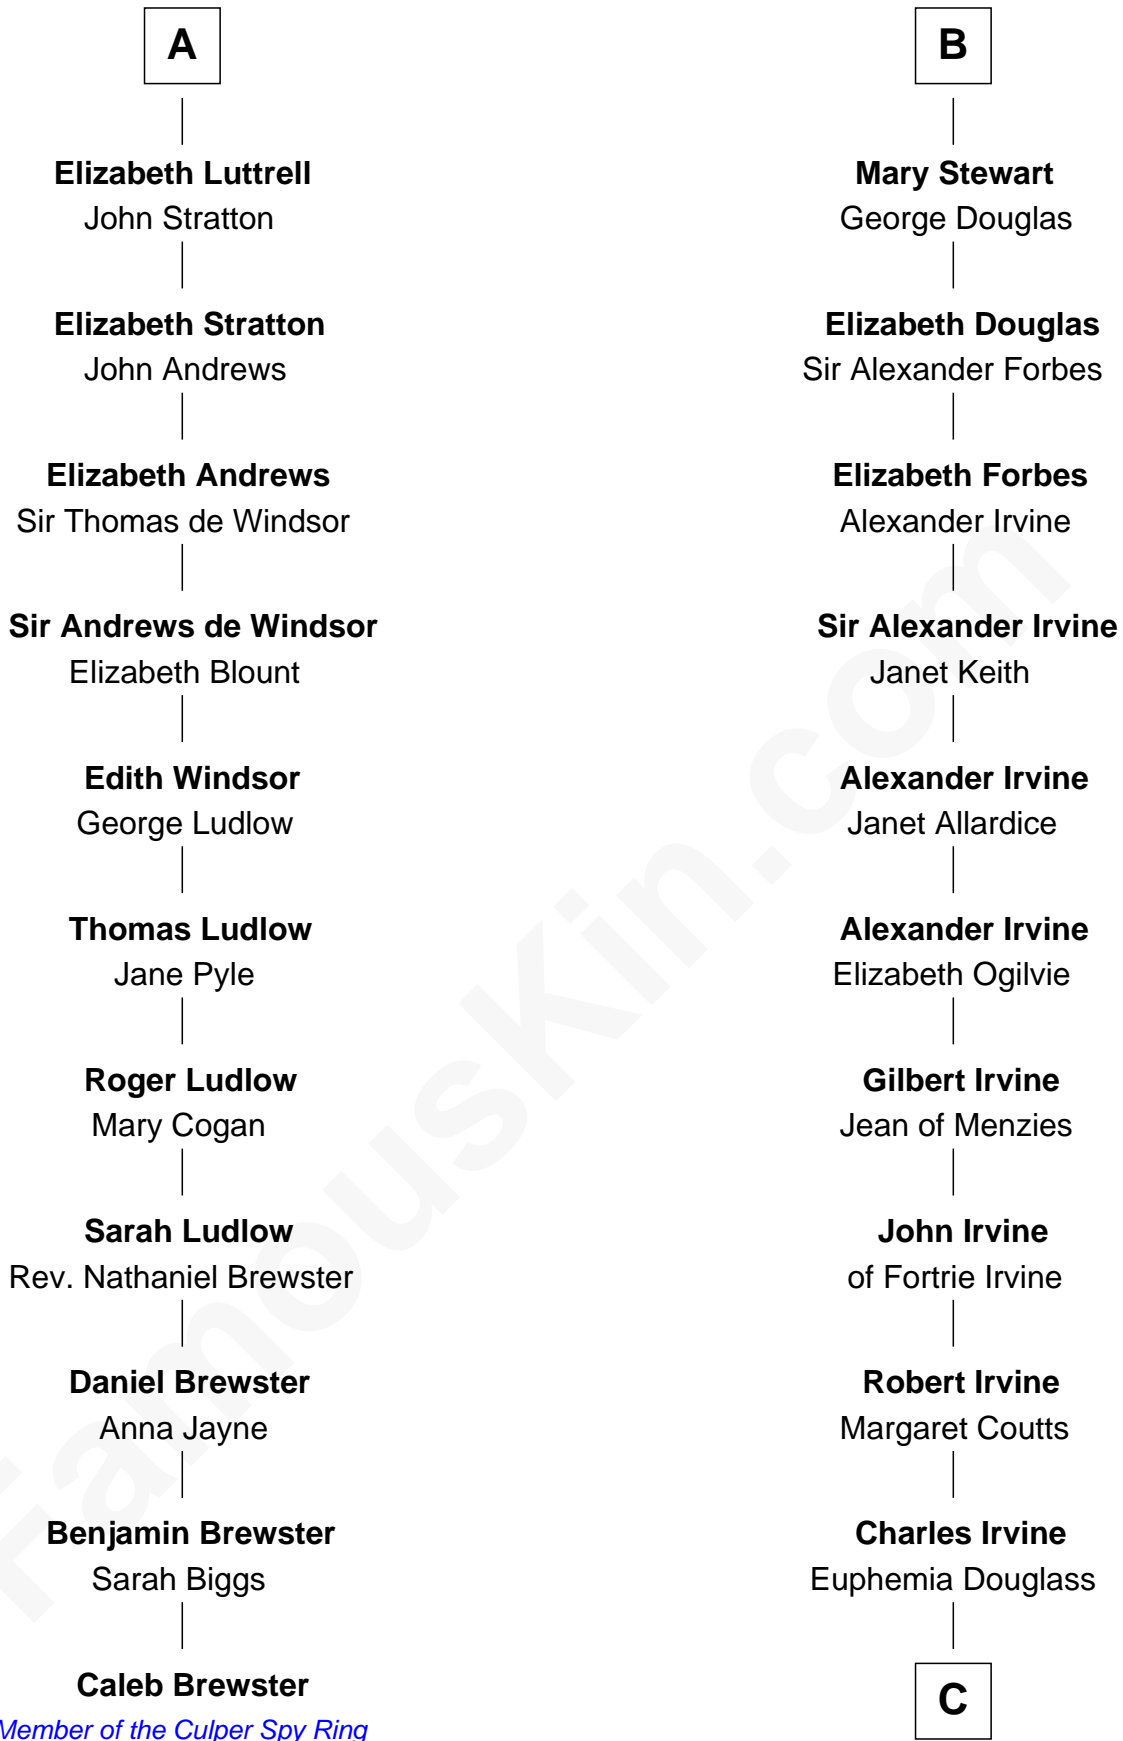 A
Elizabeth Luttrell
John Stratton
Elizabeth Stratton
John Andrews
Elizabeth Andrews
Sir Thomas de Windsor
Sir Andrews de Windsor
Elizabeth Blount
Edith Windsor
George Ludlow
Thomas Ludlow
Jane Pyle
Roger Ludlow
Mary Cogan
Sarah Ludlow
Rev. Nathaniel Brewster
Daniel Brewster
Anna Jayne
Benjamin Brewster
Sarah Biggs
Caleb Brewster
Member of the Culper Spy Ring
B
Mary Stewart
George Douglas
Elizabeth Douglas
Sir Alexander Forbes
Elizabeth Forbes
Alexander Irvine
Sir Alexander Irvine
Janet Keith
Alexander Irvine
Janet Allardice
Alexander Irvine
Elizabeth Ogilvie
Gilbert Irvine
Jean of Menzies
John Irvine
of Fortrie Irvine
Robert Irvine
Margaret Coutts
Charles Irvine
Euphemia Douglass
C
FamousKin.com